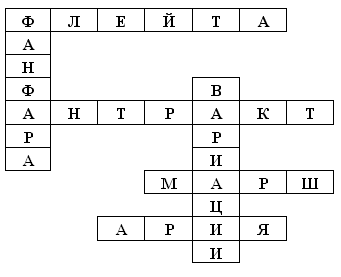 Ф Л Е Й Т А
А
Н
Ф В
А Н Т Р А К Т
Р Р
А И
М А Р Ш
Ц
А Р И Я
И